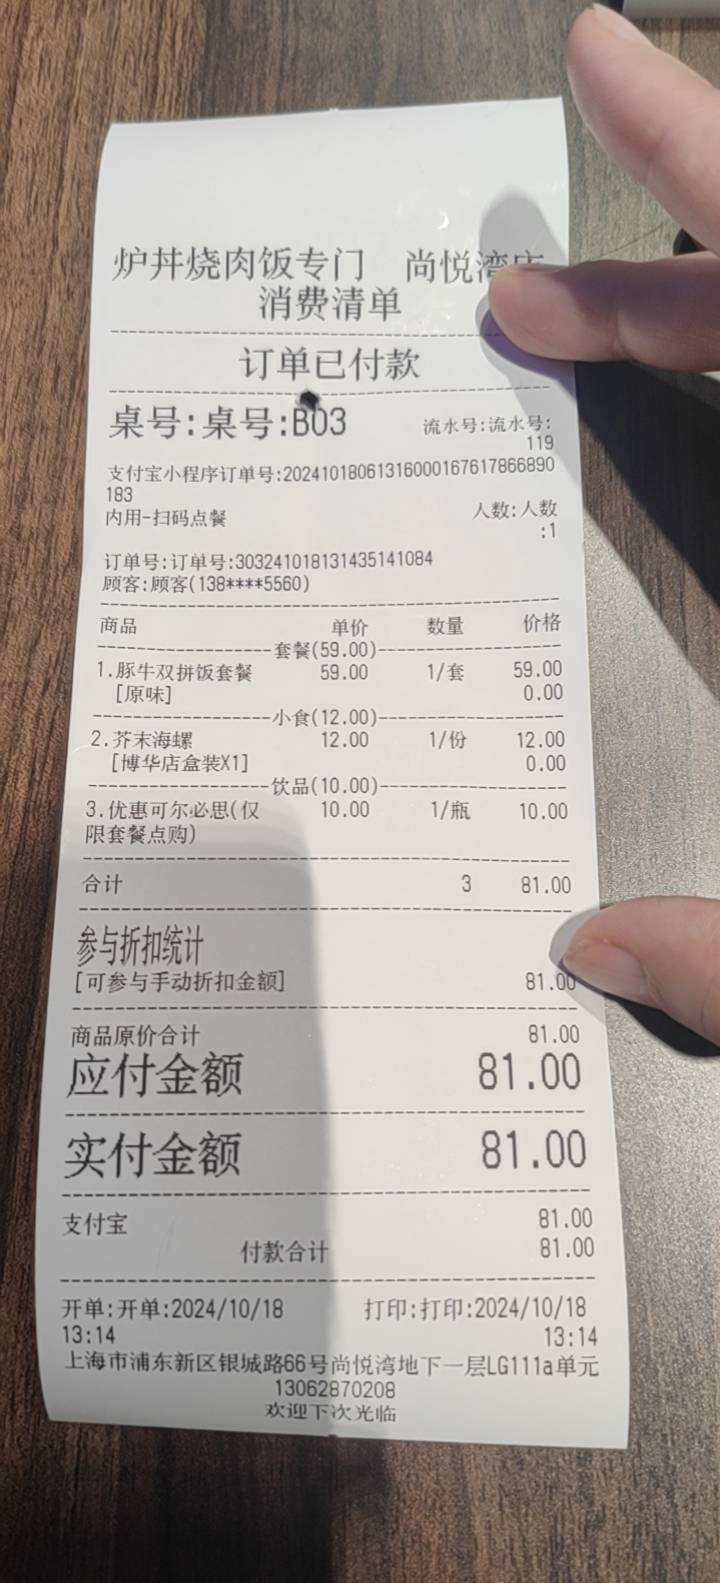 炉丼烧肉饭专门 尚悦湾店
消费清单
订单已付款
桌号:桌号:B03 流水号:流水号:
119
支付宝小程序订单号:2024101806131600016761786​6890
183
内用-扫码点餐 人数:人数
:1
订单号:订单号:303241018131435141084
顾客:顾客(138****5560)
商品 单价 数量 价格
套餐(59.00)
1.豚牛双拼饭套餐 59.00 1/套 59.00
[原味] 0.00
小食(12.00)
2.芥末海螺 12.00 1/份 12.00
[博华店盒装X1] 0.00
饮品(10.00)
3.优惠可尔必思(仅 10.00 1/瓶 10.00
限套餐点购)
合计 3 81.00
参与折扣统计
[可参与手动折扣金额] 81.00
商品原价合计 81.00
应付金额 81.00
实付金额 81.00
支付宝 81.00
付款合计 81.00
开单:开单:2024/10/18 打印:打印:2024/10/18
13:14 13:14
上海市浦东新区银城路66号尚悦湾地下一层LG111a单元
13062870208
欢迎下次光临